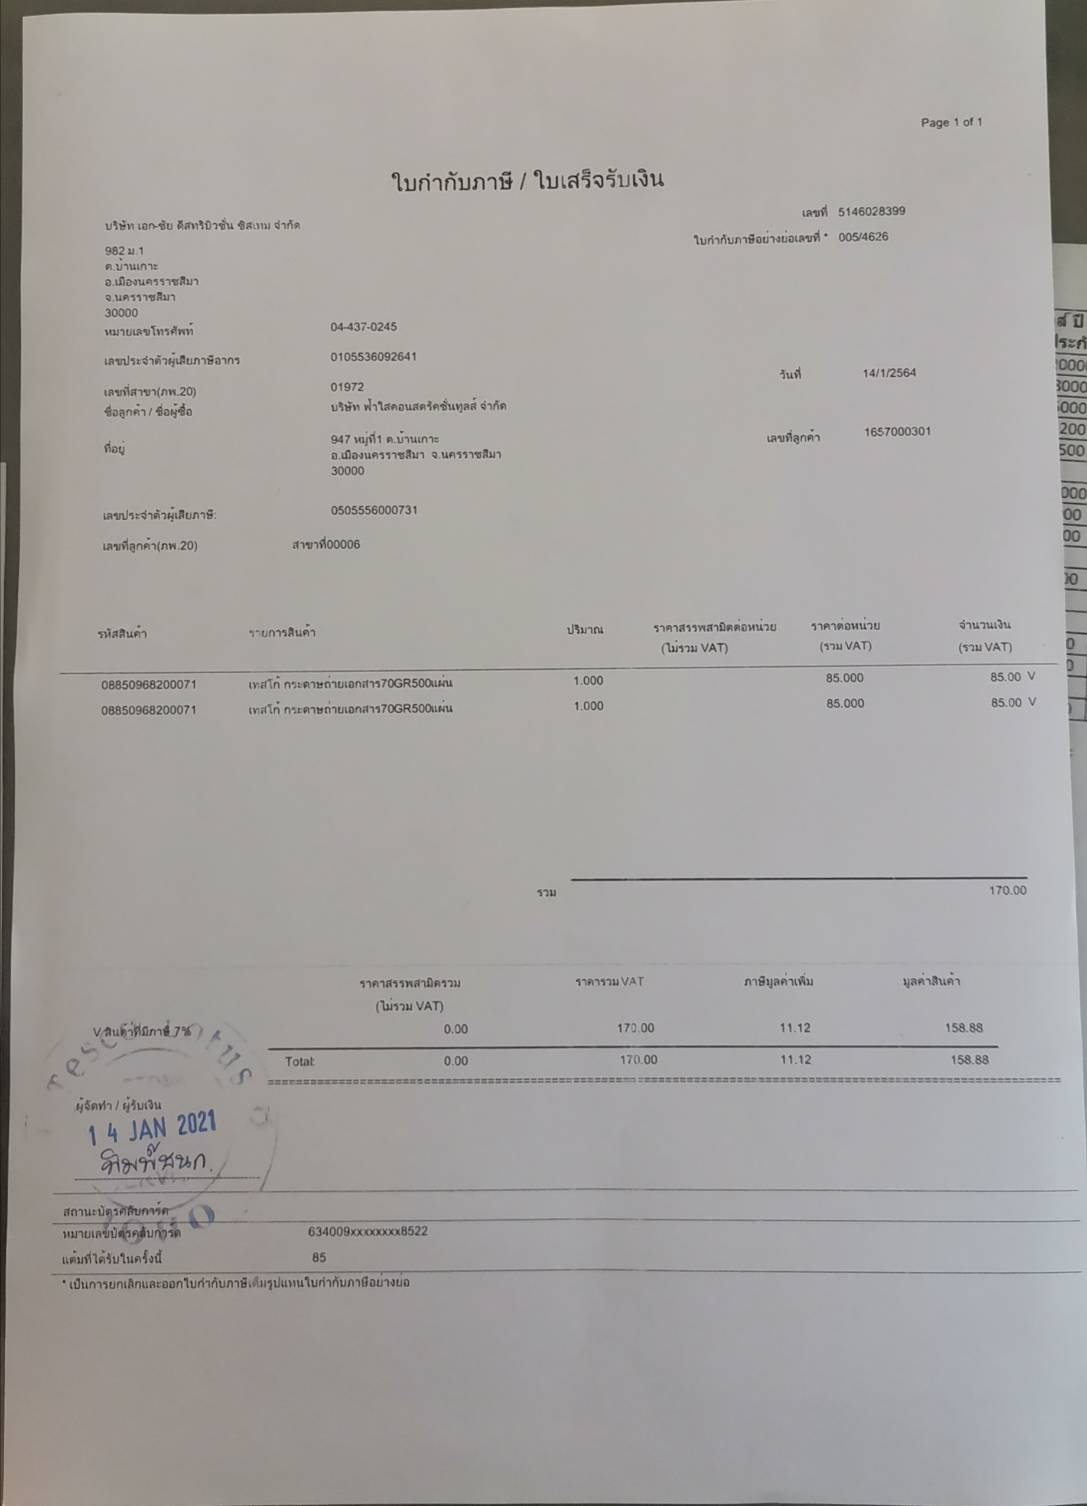 Page 1 of 1
ใบกำกับภาษี / ใบเสร็จรับเงิน
เลขที่ 5146028399
บริษัท เอก-ชัย ดีสทริบิวชั่น ซิสเทม จำกัด
ใบกำกับภาษีอย่างย่อเลขที่ * 005/4626
982 ม.1
ต.บ้านเกาะ
อ.เมืองนครราชสีมา
จ.นครราชสีมา
30000
หมายเลขโทรศัพท์ 04-437-0245
เลขประจำตัวผู้เสียภาษีอากร 0105536092641
วันที่ 14/1/2564
เลขที่สาขา(ภพ.20) 01972
ชื่อลูกค้า / ชื่อผู้ซื้อ บริษัท ฟ้าใสคอนสตรัคชั่นทูลส์ จำกัด
เลขที่ลูกค้า 1657000301
ที่อยู่ 947 หมู่ที่1 ต.บ้านเกาะ
อ.เมืองนครราชสีมา จ.นครราชสีมา
30000
เลขประจำตัวผู้เสียภาษี: 0505556000731
เลขที่ลูกค้า(ภพ.20) สาขาที่00006
รหัสสินค้า รายการสินค้า ปริมาณ ราคาสรรพสามิตต่อหน่วย ราคาต่อหน่วย จำนวนเงิน
(ไม่รวม VAT) (รวม VAT) (รวม VAT)
08850968200071 เทสโก้ กระดาษถ่ายเอกสาร70GR500แผ่น 1.000 85.000 85.00 V
08850968200071 เทสโก้ กระดาษถ่ายเอกสาร70GR500แผ่น 1.000 85.000 85.00 V
รวม 170.00
ราคาสรรพสามิตรวม ราคารวม VAT ภาษีมูลค่าเพิ่ม มูลค่าสินค้า
(ไม่รวม VAT)
V สินค้าที่มีภาษี 7% 0.00 170.00 11.12 158.88
Total: 0.00 170.00 11.12 158.88
ผู้จัดทำ / ผู้รับเงิน
14 JAN 2021
พิมพ์ชนก
สถานะบัตรคลับการ์ด
หมายเลขบัตรคลับการ์ด 634009xxxxxxxx8522
แต้มที่ได้รับในครั้งนี้ 85
* เป็นการยกเลิกและออกใบกำกับภาษีเต็มรูปแทนใบกำกับภาษีอย่างย่อ